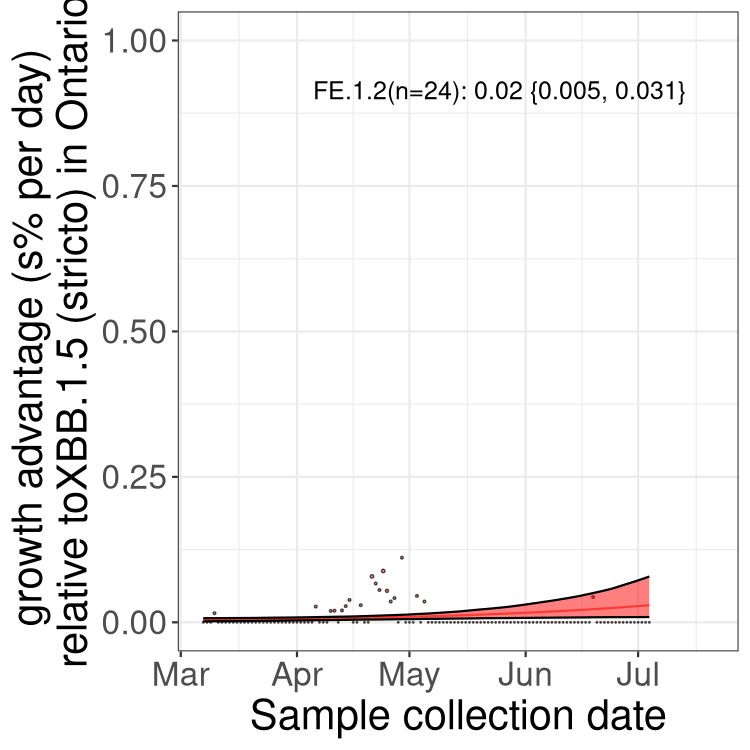 growth advantage (s% per day)
relative toXBB.1.5 (stricto) in Ontario
1.00
0.75
0.50
0.25
0.00
FE.1.2(n=24): 0.02 {0.005, 0.031}
Mar Apr May Jun Jul
Sample collection date